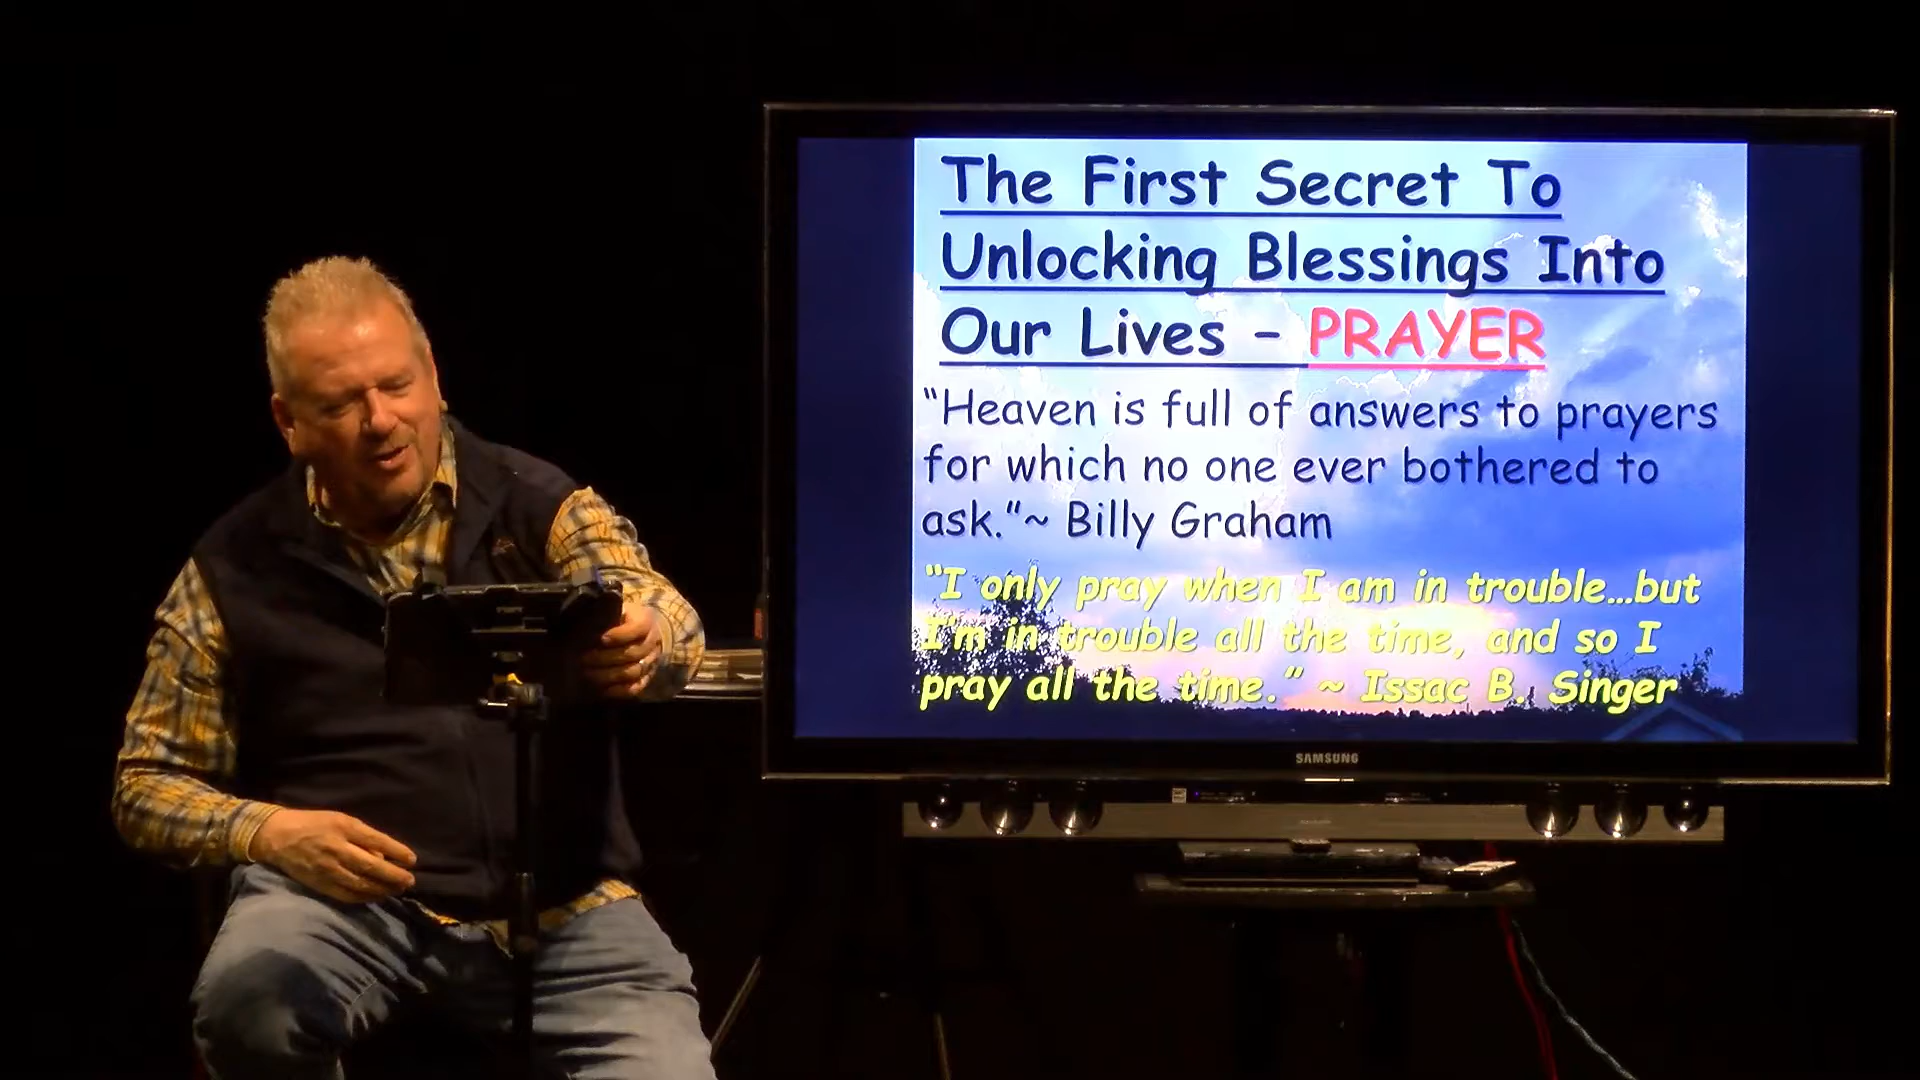 The First Secret To
Unlocking Blessings Into
Our Lives – PRAYER
“Heaven is full of answers to prayers
for which no one ever bothered to
ask.”~ Billy Graham
“I only pray when I am in trouble...but
I’m in trouble all the time, and so I
pray all the time.” ~ Issac B. Singer
SAMSUNG